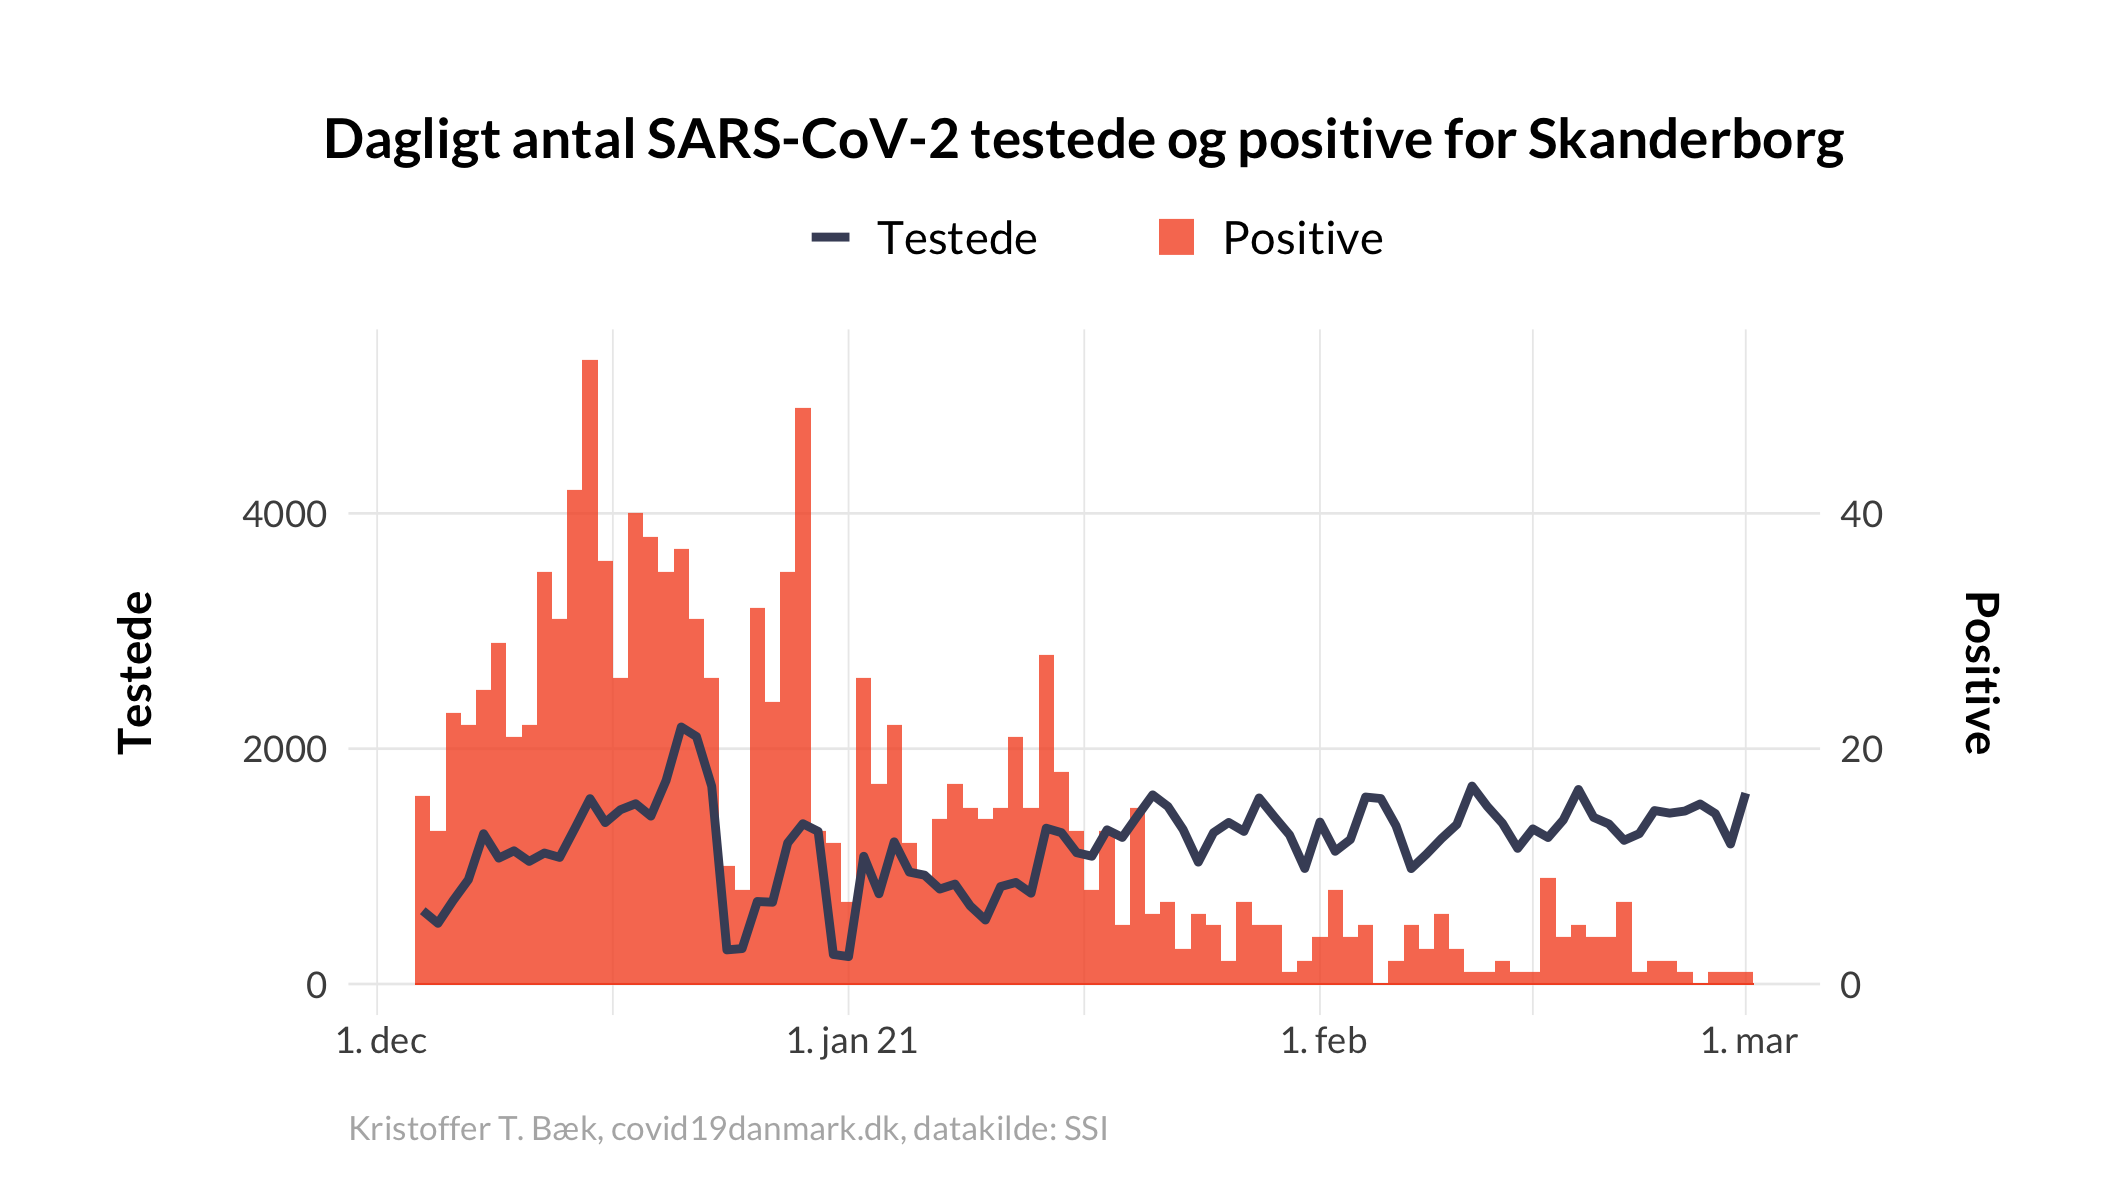 Dagligt antal SARS-CoV-2 testede og positive for Skanderborg
Testede
Positive
4000
2000
0
40
20
0
Testede
Positive
1. dec
1. jan 21
1. feb
1. mar
Kristoffer T. Bæk, covid19danmark.dk, datakilde: SSI